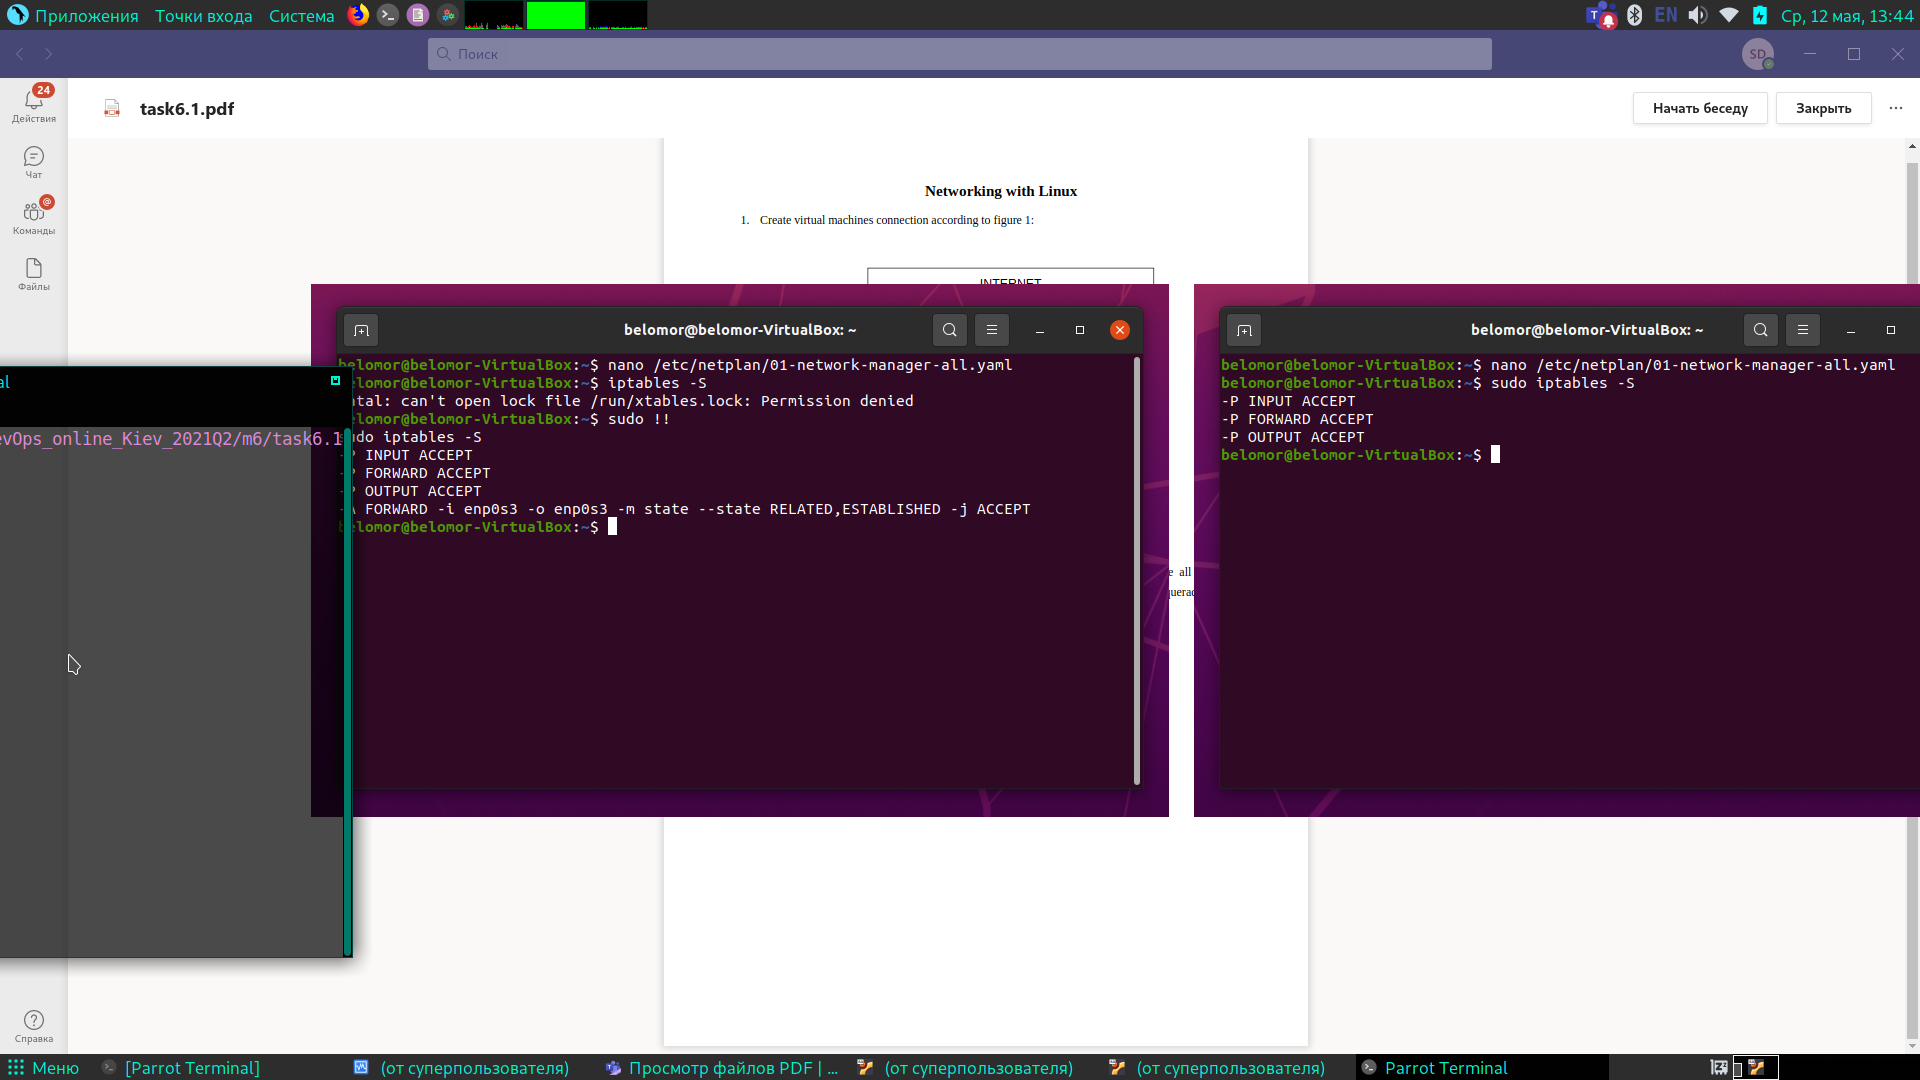 Приложения Точки входа Система EN Ср, 12 мая, 13:44
Поиск SD
24
Действия
Чат
Команды
Файлы
Справка
task6.1.pdf Начать беседу Закрыть
Networking with Linux
1. Create virtual machines connection according to figure 1:
INTERNET
e all
al
evOps_online_Kiev_2021Q2/m6/task6.1
belomor@belomor-VirtualBox: ~
belomor@belomor-VirtualBox:~$ nano /etc/netplan/01-network-manager-all.yaml
belomor@belomor-VirtualBox:~$ iptables -S
atal: can't open lock file /run/xtables.lock: Permission denied
belomor@belomor-VirtualBox:~$ sudo !!
udo iptables -S
-P INPUT ACCEPT
-P FORWARD ACCEPT
-P OUTPUT ACCEPT
-A FORWARD -i enp0s3 -o enp0s3 -m state --state RELATED,ESTABLISHED -j ACCEPT
belomor@belomor-VirtualBox:~$
belomor@belomor-VirtualBox: ~
belomor@belomor-VirtualBox:~$ nano /etc/netplan/01-network-manager-all.yaml
belomor@belomor-VirtualBox:~$ sudo iptables -S
-P INPUT ACCEPT
-P FORWARD ACCEPT
-P OUTPUT ACCEPT
belomor@belomor-VirtualBox:~$
Меню [Parrot Terminal] (от суперпользователя) Просмотр файлов PDF | ... (от суперпользователя) (от суперпользователя) Parrot Terminal